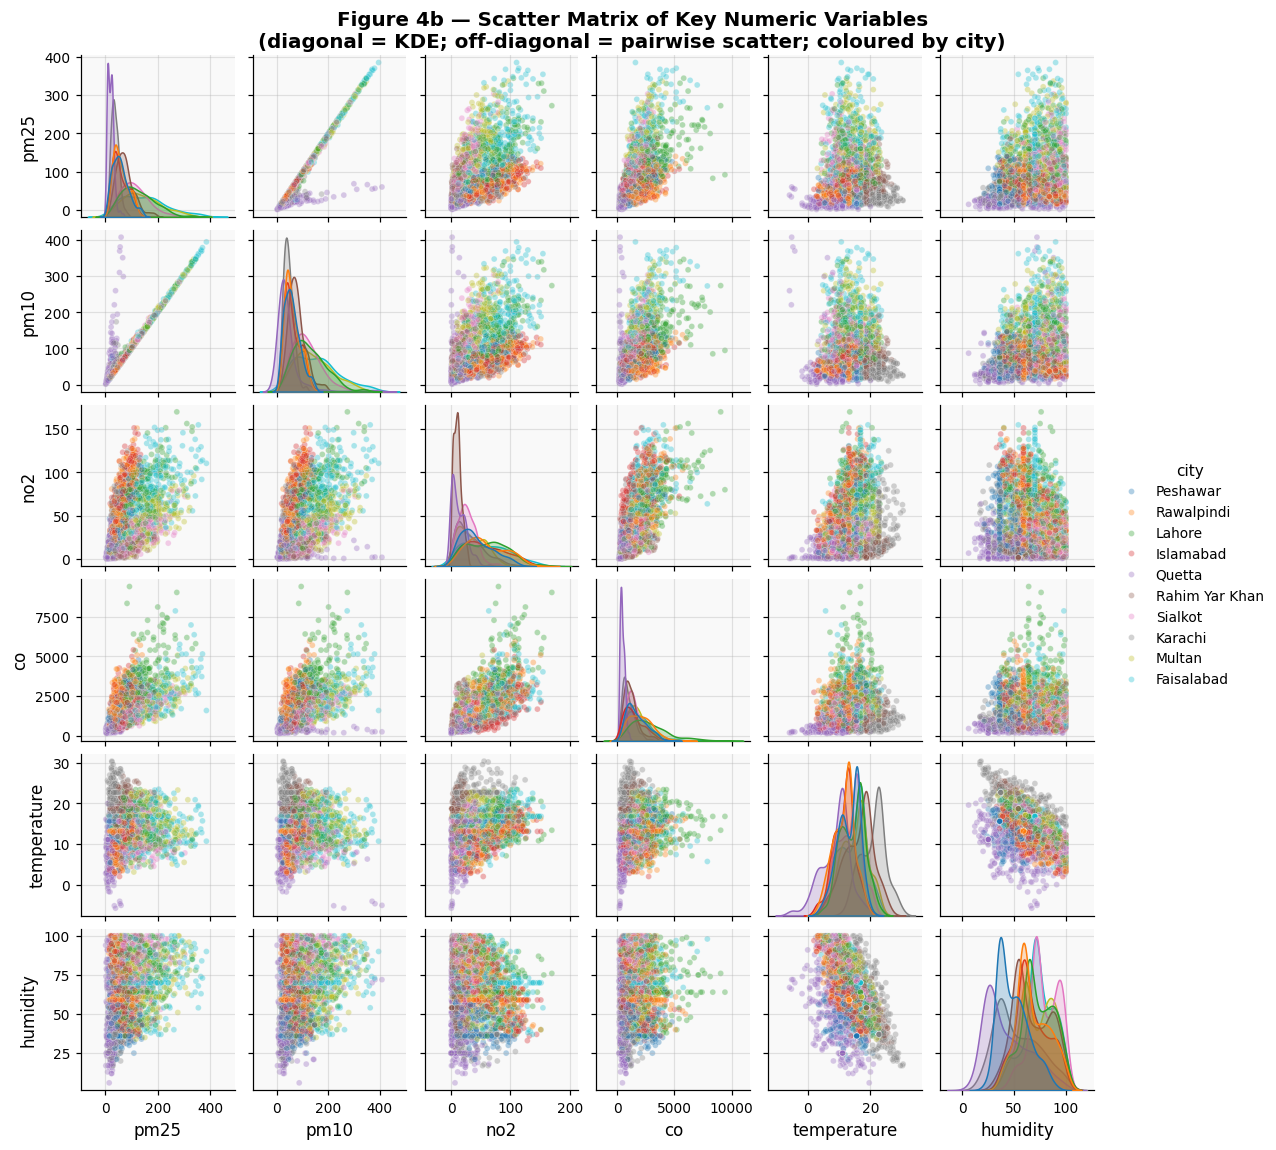 Figure 4b — Scatter Matrix of Key Numeric Variables
(diagonal = KDE; off-diagonal = pairwise scatter; coloured by city)
400
300
200
100
0
pm25
400
300
200
100
0
pm10
150
100
50
0
no2
7500
5000
2500
0
co
30
20
10
0
temperature
100
75
50
25
humidity
0 200 400
0 200 400
0 100 200
0 5000 10000
0 20
0 50 100
pm25 pm10 no2 co temperature humidity
city
Peshawar
Rawalpindi
Lahore
Islamabad
Quetta
Rahim Yar Khan
Sialkot
Karachi
Multan
Faisalabad